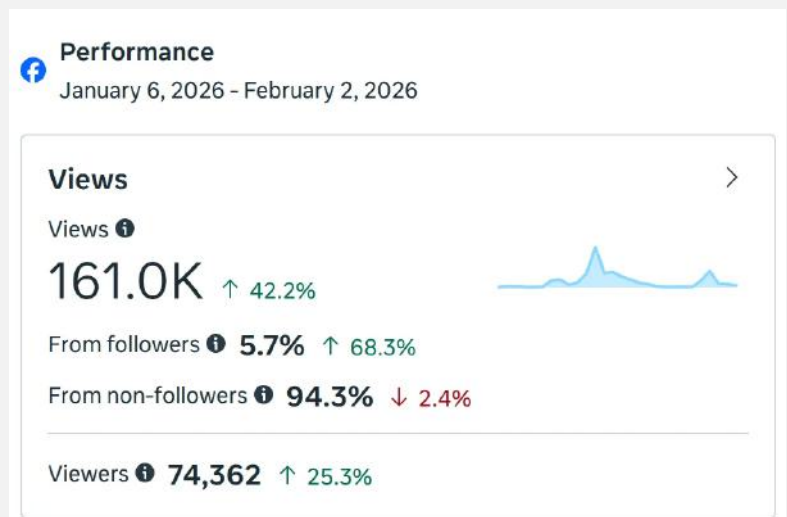 Performance
January 6, 2026 - February 2, 2026
Views
Views
161.0K ↑ 42.2%
From followers 5.7% ↑ 68.3%
From non-followers 94.3% ↓ 2.4%
Viewers 74,362 ↑ 25.3%